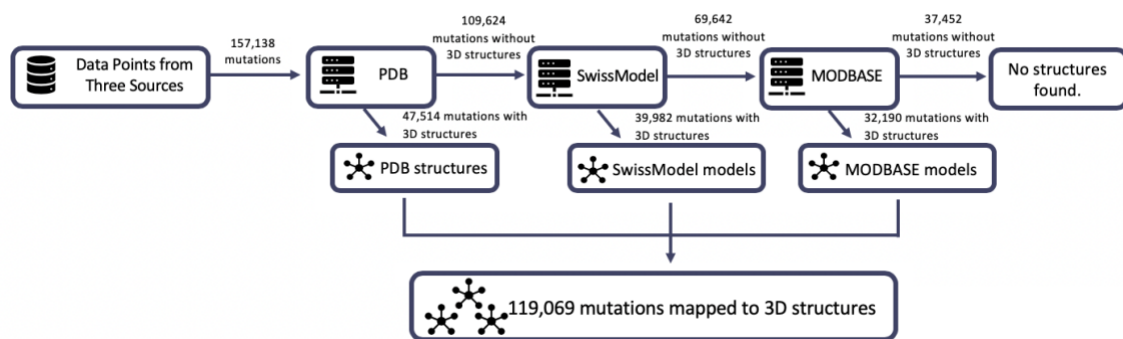 109,624
mutations without
3D structures
69,642
mutations without
3D structures
37,452
mutations without
3D structures
157,138
mutations
Data Points from
Three Sources
PDB
SwissModel
MODBASE
No structures
found.
47,514 mutations with
3D structures
39,982 mutations with
3D structures
32,190 mutations with
3D structures
PDB structures
SwissModel models
MODBASE models
119,069 mutations mapped to 3D structures